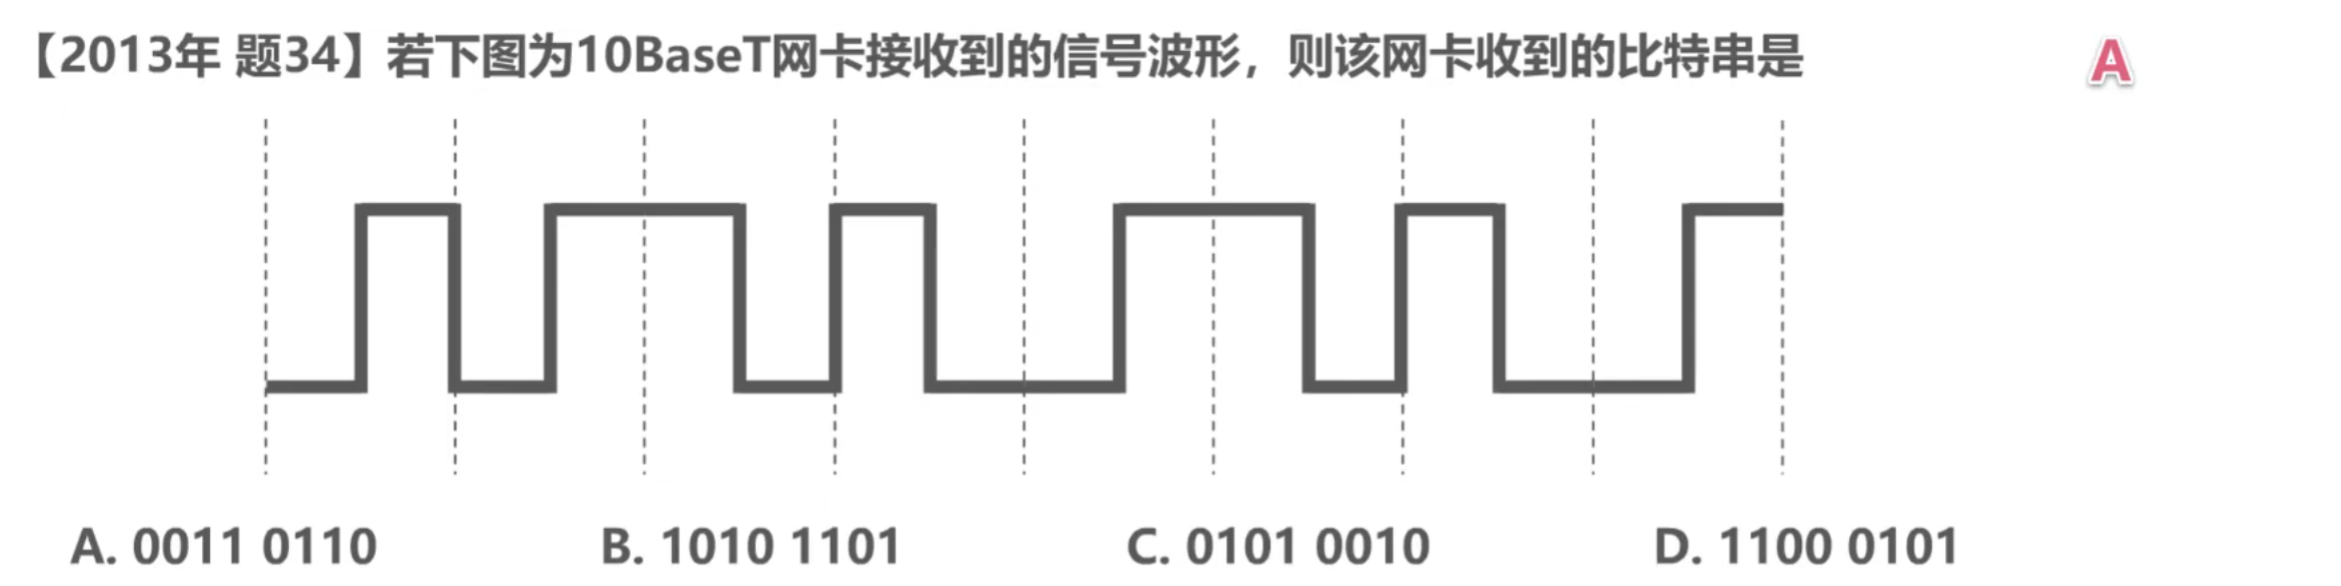 【2013年 题34】若下图为10BaseT网卡接收到的信号波形，则该网卡收到的比特串是 A
A. 0011 0110 B. 1010 1101 C. 0101 0010 D. 1100 0101